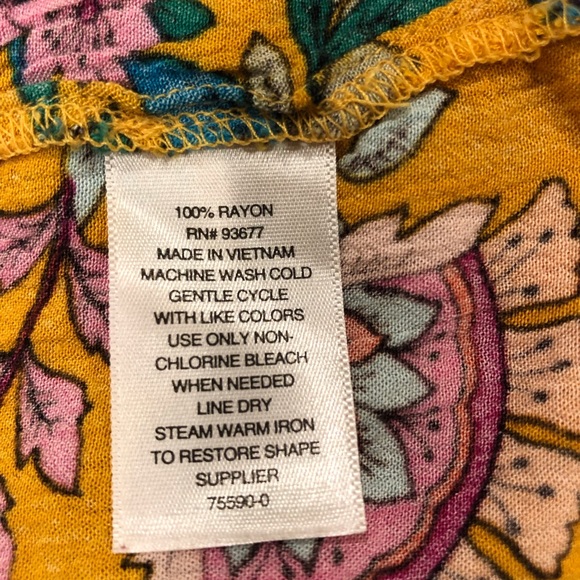 100% RAYON
RN# 93677
MADE IN VIETNAM
MACHINE WASH COLD
GENTLE CYCLE
WITH LIKE COLORS
USE ONLY NON-
CHLORINE BLEACH
WHEN NEEDED
LINE DRY
STEAM WARM IRON
TO RESTORE SHAPE
SUPPLIER
75590-0